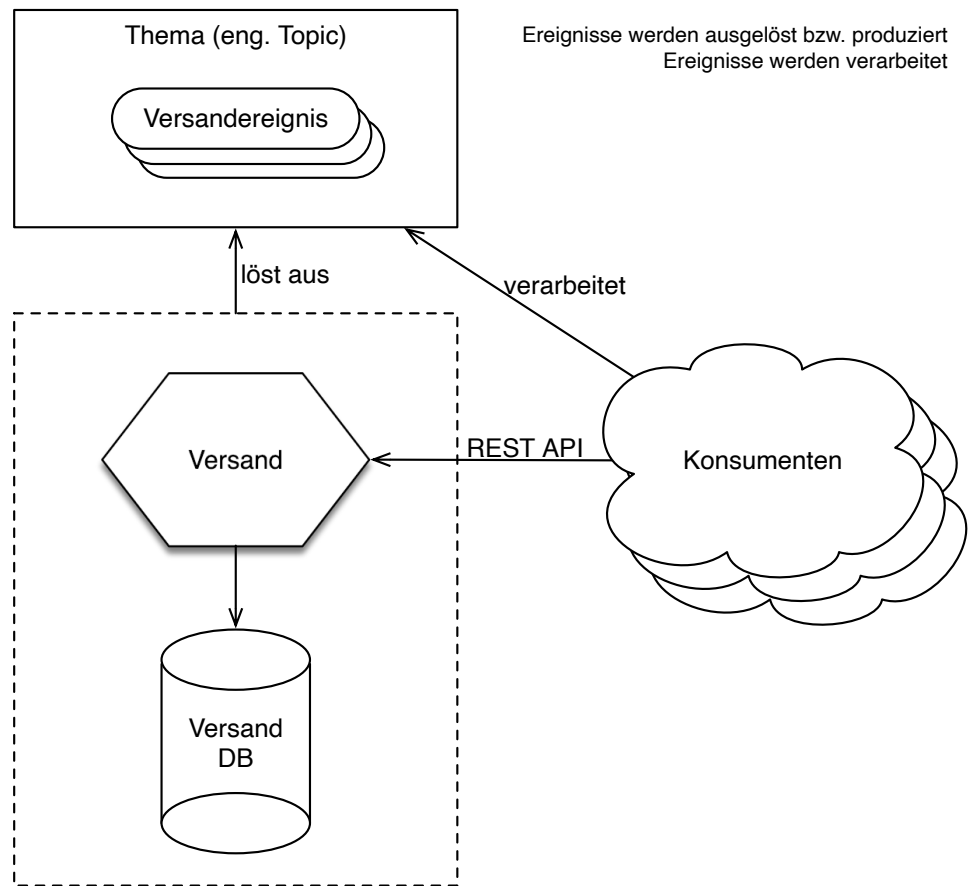 Thema (eng. Topic)
Ereignisse werden ausgelöst bzw. produziert
Ereignisse werden verarbeitet
Versandereignis
löst aus
verarbeitet
Versand
REST API
Konsumenten
Versand
DB